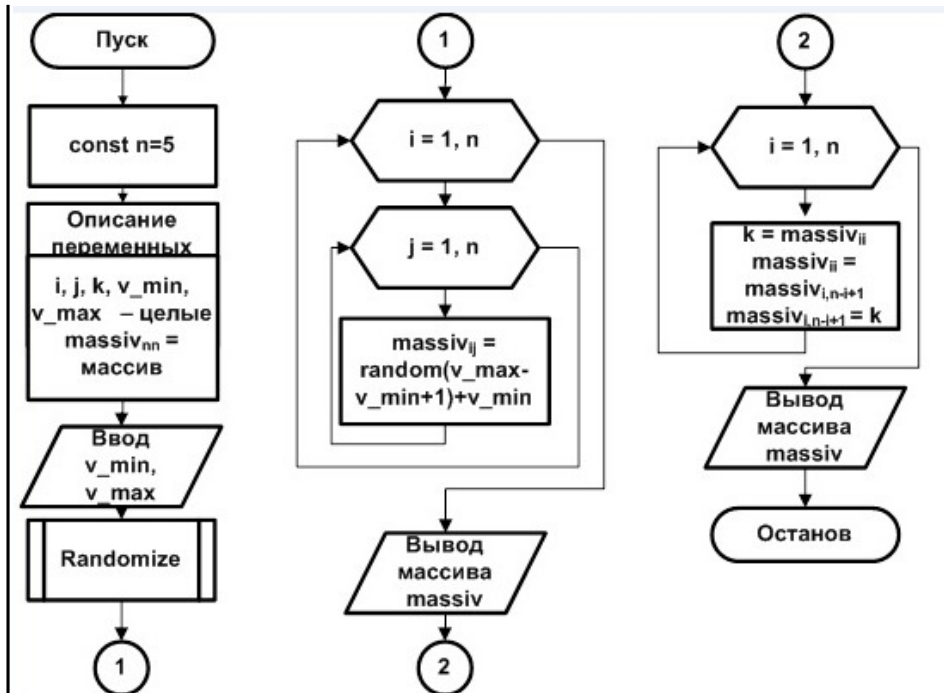 Пуск
const n=5
Описание
переменных
i, j, k, v_min,
v_max – целые
massivnn =
массив
Ввод
v_min,
v_max
Randomize
1
1
i = 1, n
j = 1, n
massivij =
random(v_max-
v_min+1)+v_min
Вывод
массива
massiv
2
2
i = 1, n
k = massivii
massivii =
massivi,n-i+1
massivi,n-i+1 = k
Вывод
массива
massiv
Останов